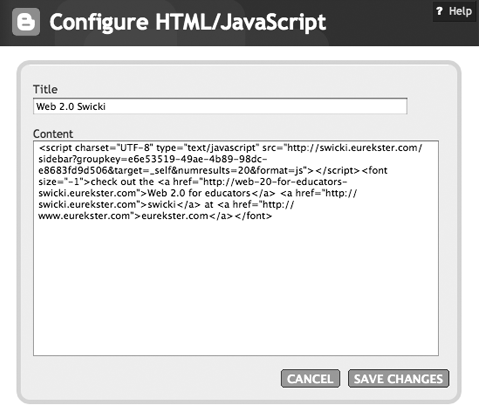 ? Help
Configure HTML/JavaScript
Title
Web 2.0 Swicki
Content
<script charset="UTF-8" type="text/javascript" src="http://swicki.eurekster.com/
sidebar?groupkey=e6e53519-49ae-4b89-98dc-
e8683fd9d506&target=_self&numresults=20&format=js"></script><font
size="-1">check out the <a href="http://web-20-for-educators-
swicki.eurekster.com">Web 2.0 for educators</a> <a href="http://
swicki.eurekster.com">swicki</a> at <a href="http://
www.eurekster.com">eurekster.com</a></font>
CANCEL SAVE CHANGES